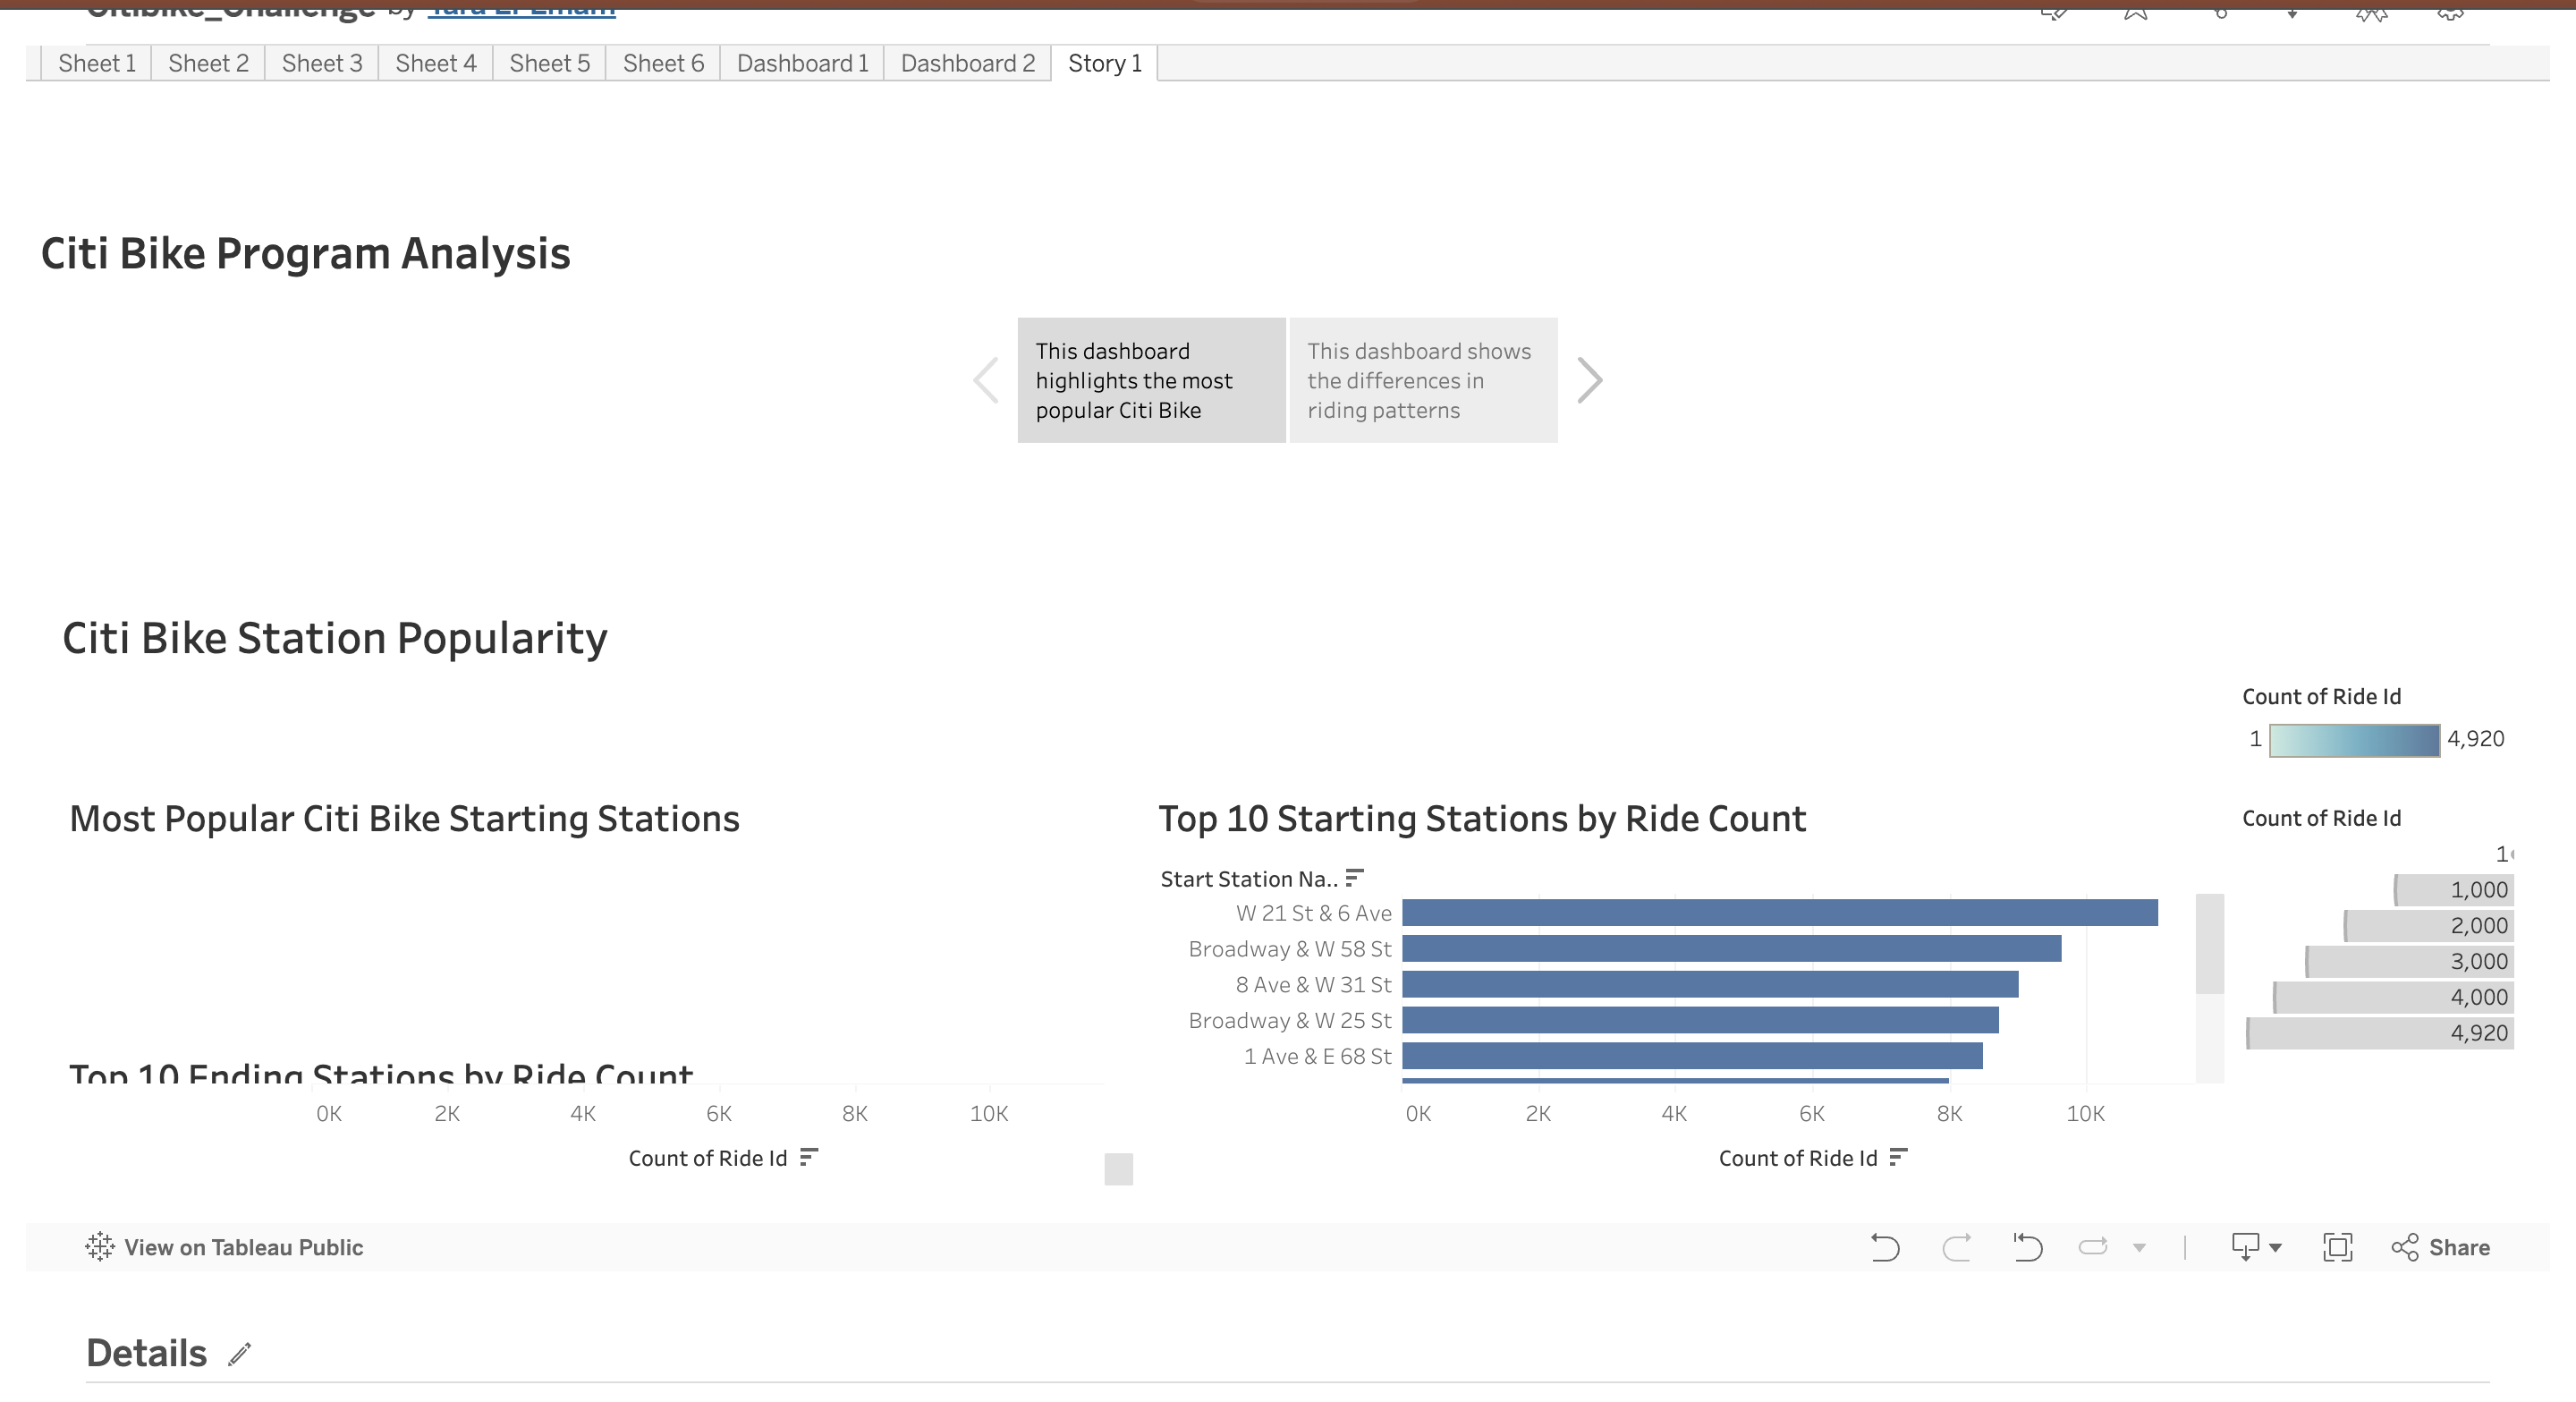 Citibike_Challenge by Tara El-Emam
Sheet 1 Sheet 2 Sheet 3 Sheet 4 Sheet 5 Sheet 6 Dashboard 1 Dashboard 2 Story 1
Citi Bike Program Analysis
This dashboard
highlights the most
popular Citi Bike
This dashboard shows
the differences in
riding patterns
Citi Bike Station Popularity
Count of Ride Id
1 4,920
Most Popular Citi Bike Starting Stations
Top 10 Ending Stations by Ride Count
0K 2K 4K 6K 8K 10K
Count of Ride Id
Top 10 Starting Stations by Ride Count
Start Station Na..
W 21 St & 6 Ave
Broadway & W 58 St
8 Ave & W 31 St
Broadway & W 25 St
1 Ave & E 68 St
0K 2K 4K 6K 8K 10K
Count of Ride Id
Count of Ride Id
1
1,000
2,000
3,000
4,000
4,920
View on Tableau Public
Share
Details